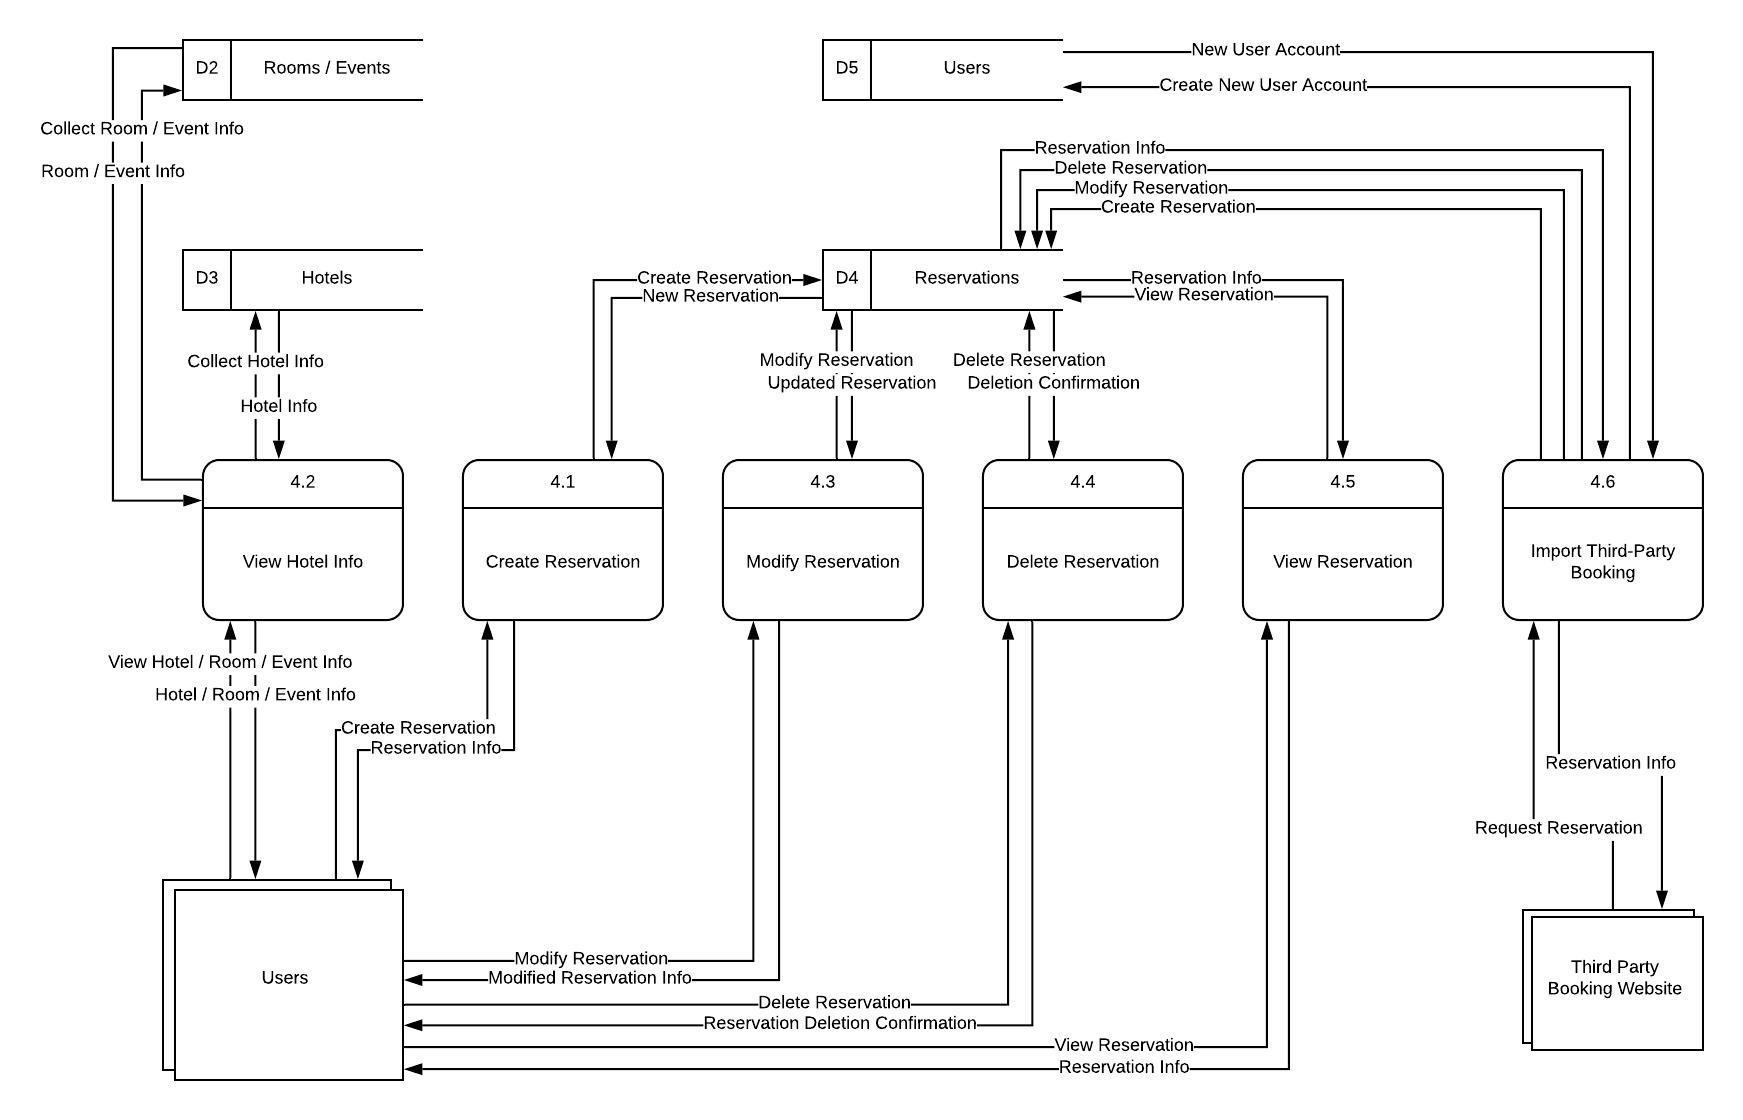 D2
Rooms / Events
D5
Users
New User Account
Create New User Account
Collect Room / Event Info
Room / Event Info
Reservation Info
Delete Reservation
Modify Reservation
Create Reservation
D3
Hotels
Create Reservation
New Reservation
D4
Reservations
Reservation Info
View Reservation
Collect Hotel Info
Hotel Info
Modify Reservation
Updated Reservation
Delete Reservation
Deletion Confirmation
4.2
View Hotel Info
4.1
Create Reservation
4.3
Modify Reservation
4.4
Delete Reservation
4.5
View Reservation
4.6
Import Third-Party
Booking
View Hotel / Room / Event Info
Hotel / Room / Event Info
Create Reservation
Reservation Info
Reservation Info
Request Reservation
Users
Modify Reservation
Modified Reservation Info
Delete Reservation
Reservation Deletion Confirmation
View Reservation
Reservation Info
Third Party
Booking Website